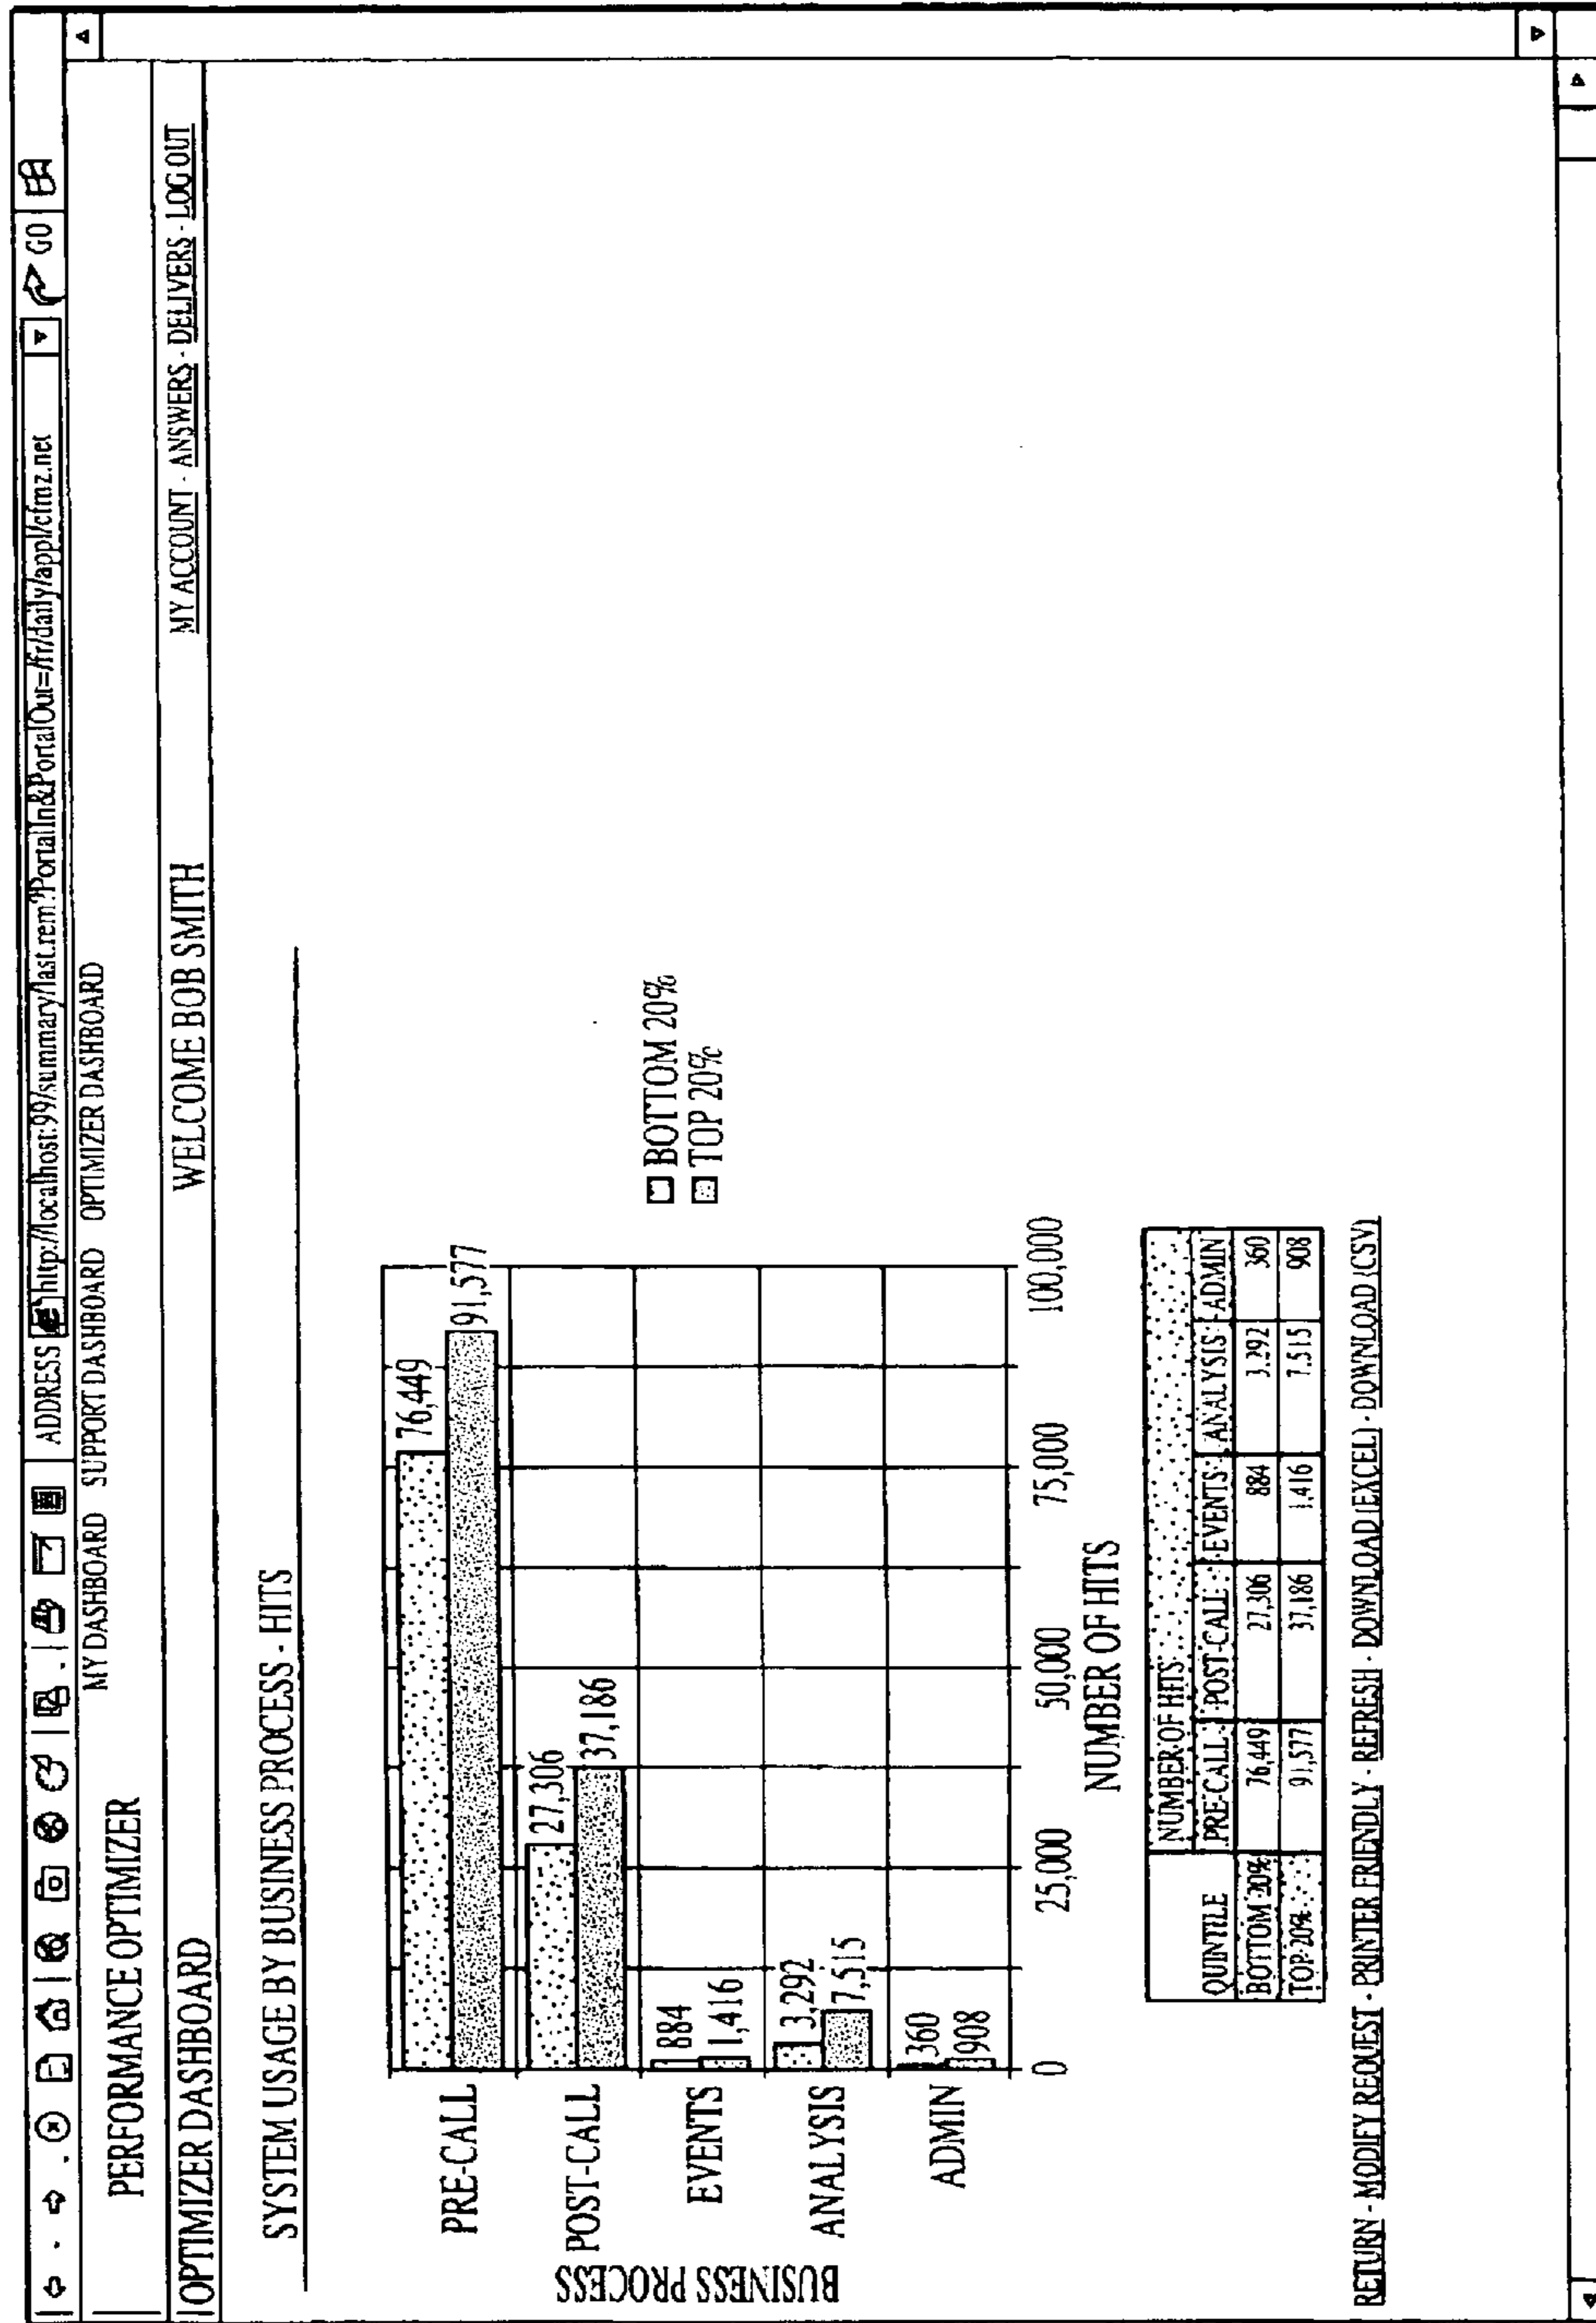 ADDRESS http://localhost:99/summary/last.rem?PortalIn&PortalOut=/fr/daily/appl/cfmz.net GO
MY DASHBOARD SUPPORT DASHBOARD OPTIMIZER DASHBOARD
PERFORMANCE OPTIMIZER
OPTIMIZER DASHBOARD WELCOME BOB SMITH MY ACCOUNT - ANSWERS - DELIVERS - LOG OUT
SYSTEM USAGE BY BUSINESS PROCESS - HITS
BUSINESS PROCESS
PRE-CALL 76,449
91,577
POST-CALL 27,306
37,186
EVENTS 884
1,416
ANALYSIS 3,292
7,515
ADMIN 360
908
BOTTOM 20%
TOP 20%
0 25,000 50,000 75,000 100,000
NUMBER OF HITS
NUMBER OF HITS
QUINTILE PRE-CALL POST-CALL EVENTS ANALYSIS ADMIN
BOTTOM 20% 76,449 27,306 884 3.292 360
TOP 20% 91,577 37,186 1.416 7.515 908
RETURN - MODIFY REQUEST - PRINTER FRIENDLY - REFRESH - DOWNLOAD (EXCEL) - DOWNLOAD (CSV)